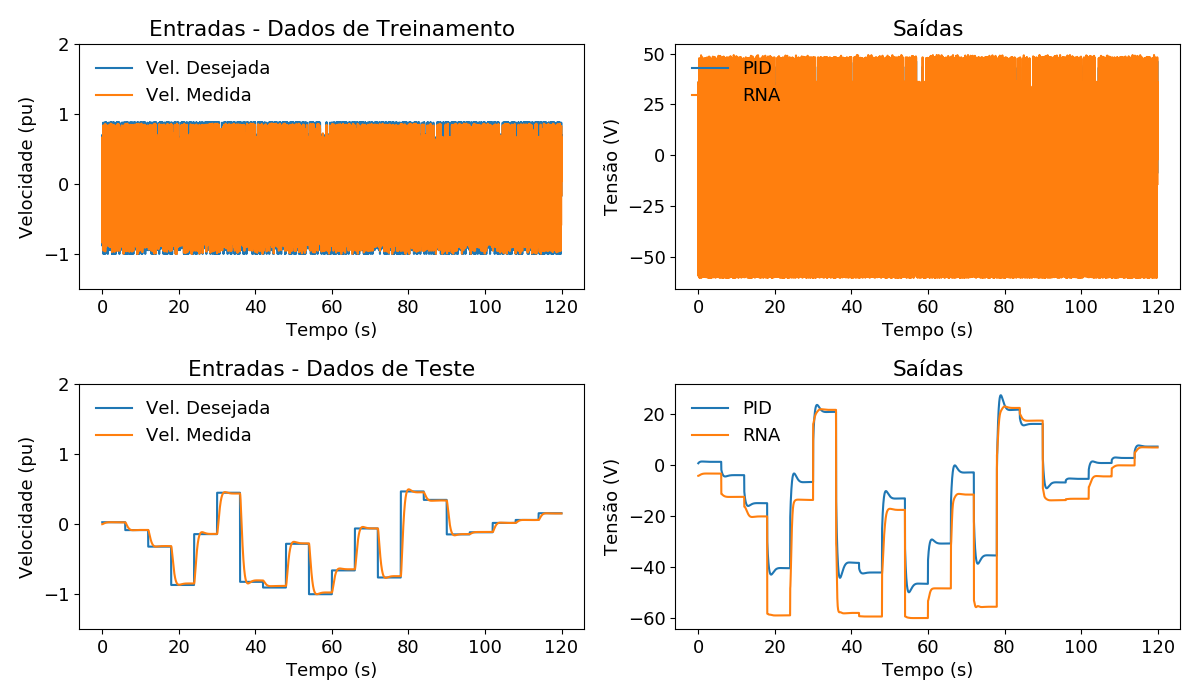 Entradas - Dados de Treinamento
2
1
0
−1
Velocidade (pu)
Vel. Desejada
Vel. Medida
0 20 40 60 80 100 120
Tempo (s)
Saídas
50
25
0
−25
−50
Tensão (V)
PID
RNA
0 20 40 60 80 100 120
Tempo (s)
Entradas - Dados de Teste
2
1
0
−1
Velocidade (pu)
Vel. Desejada
Vel. Medida
0 20 40 60 80 100 120
Tempo (s)
Saídas
20
0
−20
−40
−60
Tensão (V)
PID
RNA
0 20 40 60 80 100 120
Tempo (s)